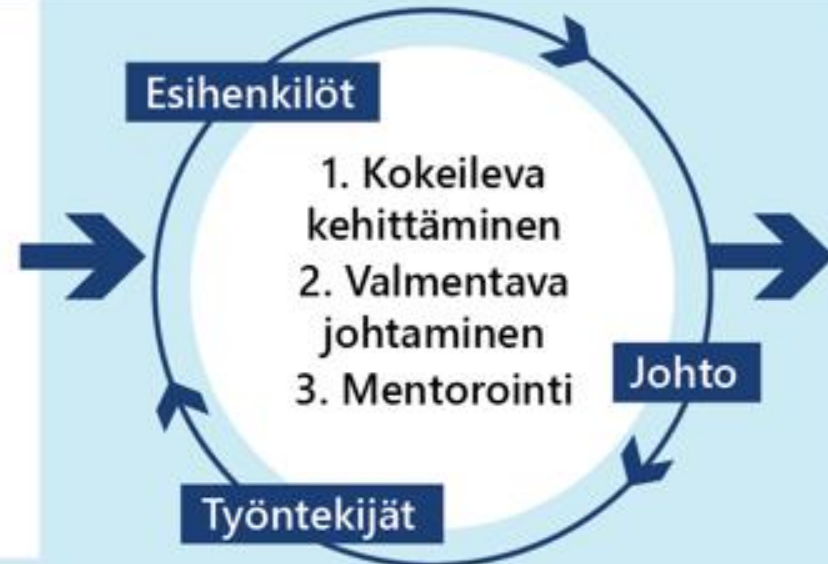 Esihenkilöt
1. Kokeileva
kehittäminen
2. Valmentava
johtaminen
3. Mentorointi
Johto
Työntekijät